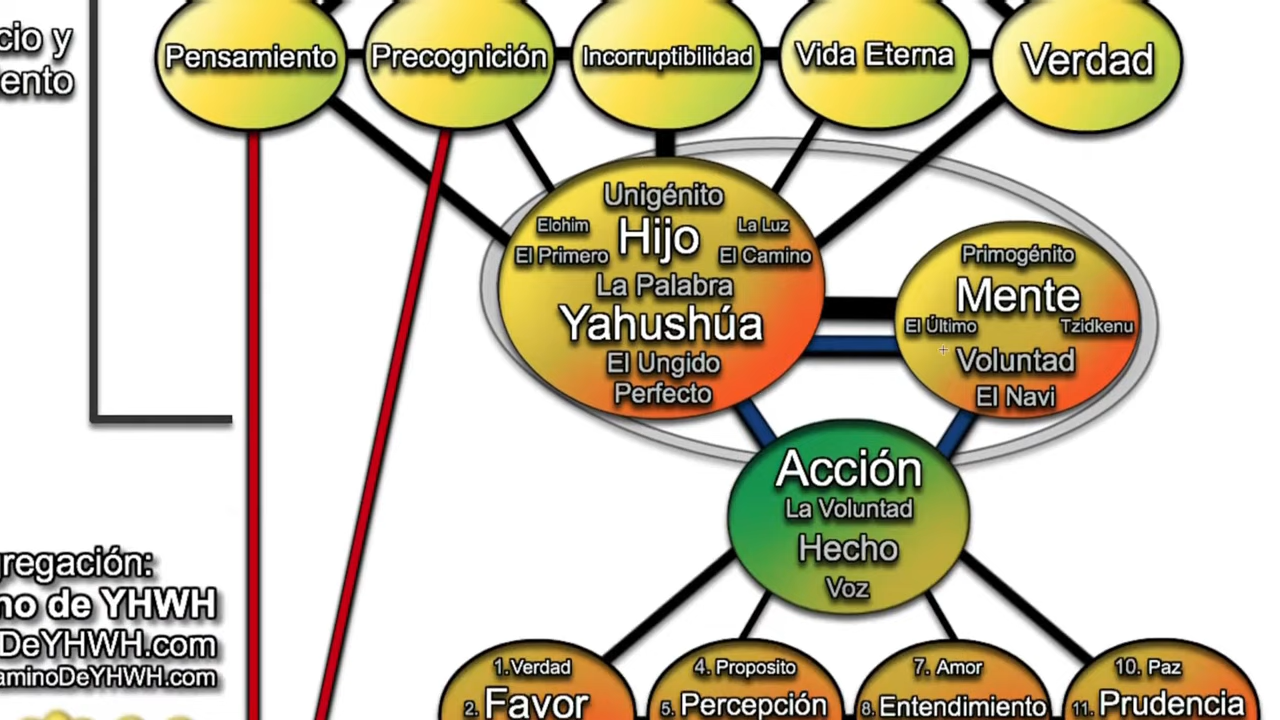 cio y
ento
Pensamiento
Precognición
Incorruptibilidad
Vida Eterna
Verdad
Unigénito
Elohim
Hijo
La Luz
El Primero
El Camino
La Palabra
Yahushúa
El Ungido
Perfecto
Primogénito
Mente
El Último
Tzidkenu
Voluntad
El Navi
Acción
La Voluntad
Hecho
Voz
regación:
no de YHWH
DeYHWH.com
aminoDeYHWH.com
1.Verdad
2. Favor
4. Proposito
5. Percepción
7. Amor
8. Entendimiento
10. Paz
11. Prudencia